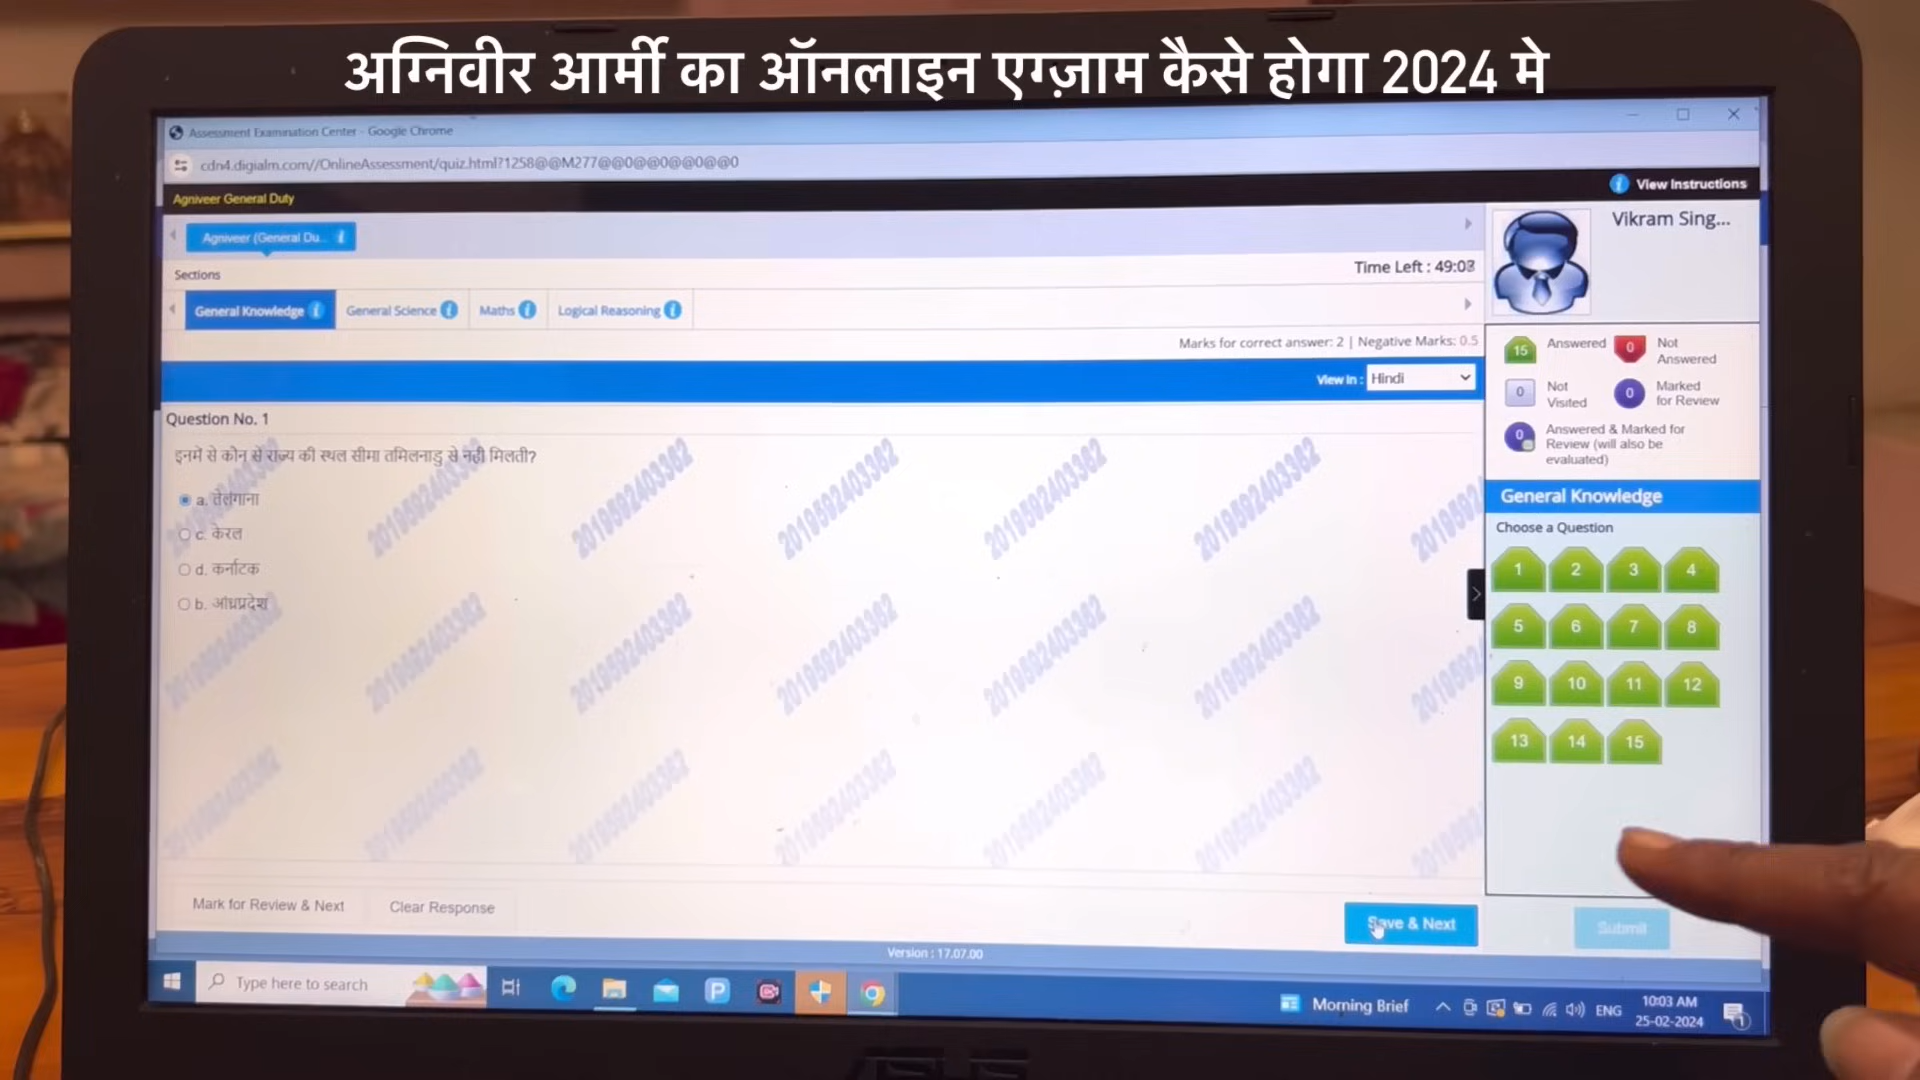 अग्निवीर आर्मी का ऑनलाइन एग्ज़ाम कैसे होगा 2024 मे
Assessment Examination Center - Google Chrome
cdn4.digialm.com//OnlineAssessment/quiz.html?1258@@M277@@0@@0@@0@@0
Agniveer General Duty
View Instructions
Agniveer (General Du...
Vikram Sing...
Sections
Time Left : 49:03
General Knowledge
General Science
Maths
Logical Reasoning
Marks for correct answer: 2 | Negative Marks: 0.5
View in : Hindi
15 Answered
0 Not Answered
0 Not Visited
0 Marked for Review
0 Answered & Marked for Review (will also be evaluated)
Question No. 1
इनमें से कौन से राज्य की स्थल सीमा तमिलनाडु से नही मिलती?
a. तेलंगाना
c. केरल
d. कर्नाटक
b. आंध्रप्रदेश
General Knowledge
Choose a Question
1 2 3 4
5 6 7 8
9 10 11 12
13 14 15
Mark for Review & Next
Clear Response
Save & Next
Submit
Version : 17.07.00
Type here to search
Morning Brief
ENG
10:03 AM
25-02-2024